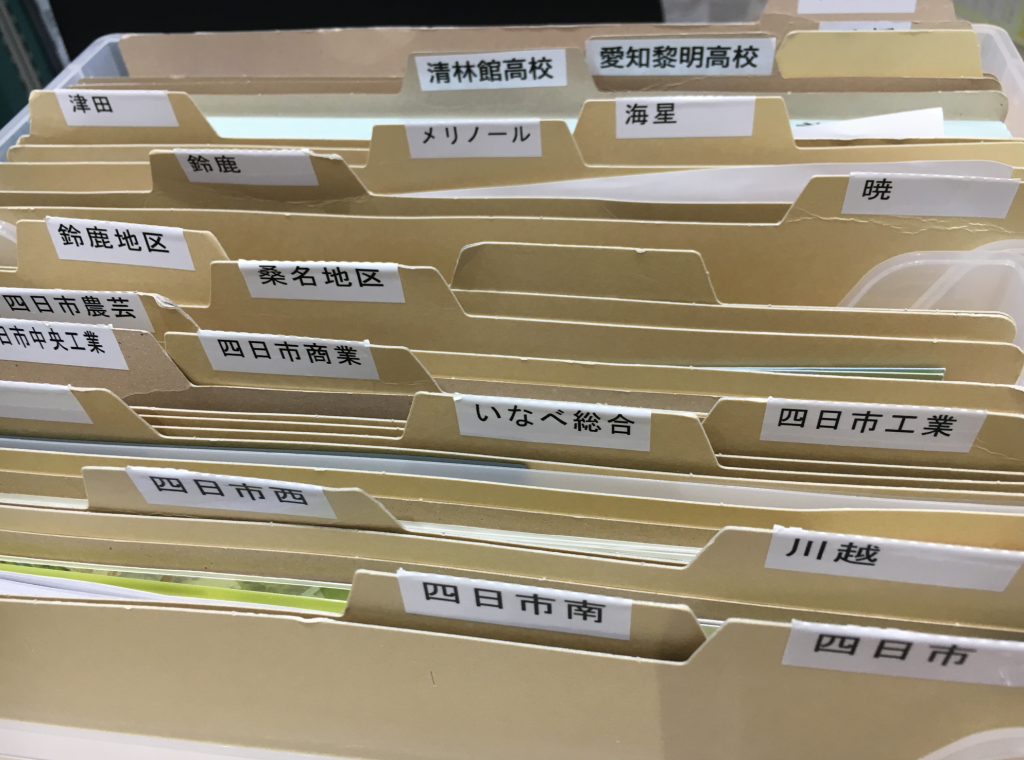 清林館高校
愛知黎明高校
津田
メリノール
海星
鈴鹿
暁
鈴鹿地区
桑名地区
四日市農芸
日市中央工業
四日市商業
いなべ総合
四日市工業
四日市西
川越
四日市南
四日市